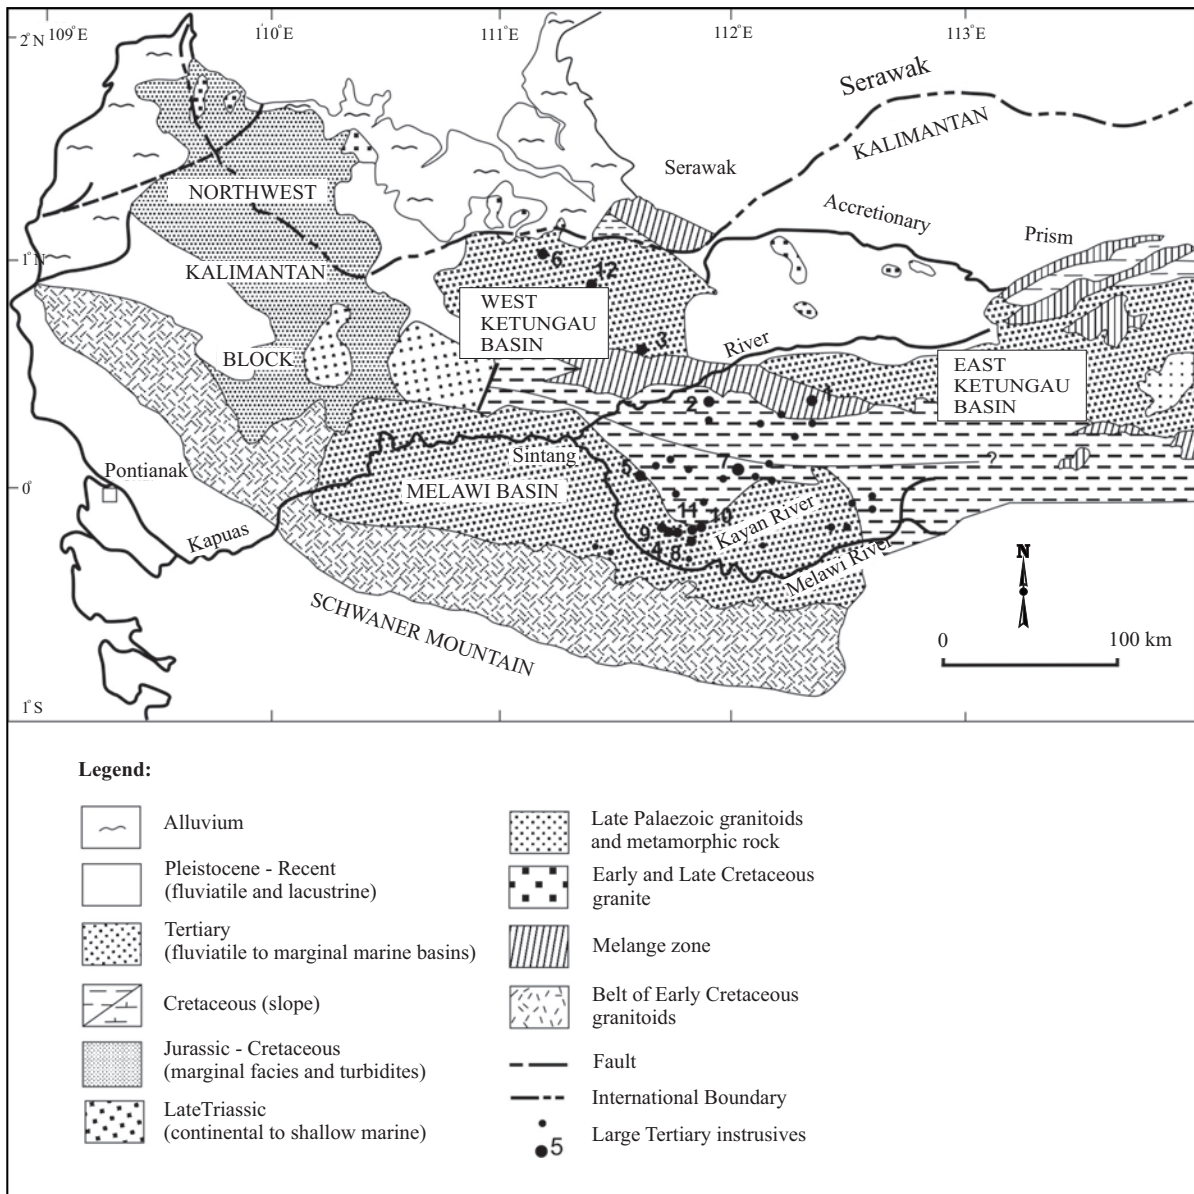 109°E
110°E
111°E
112°E
113°E
2°N
Serawak
KALIMANTAN
Serawak
NORTHWEST
Accretionary
Prism
1°N
KALIMANTAN
6
12
WEST
KETUNGAU
BASIN
3
River
BLOCK
EAST
KETUNGAU
BASIN
1
2
Sintang
?
Pontianak
5
7
0°
MELAWI BASIN
11
10
Kayan River
Kapuas
9
4
8
Melawi River
N
SCHWANER MOUNTAIN
0
100 km
1°S
Legend:
Alluvium
Pleistocene - Recent
(fluviatile and lacustrine)
Tertiary
(fluviatile to marginal marine basins)
Cretaceous (slope)
Jurassic - Cretaceous
(marginal facies and turbidites)
LateTriassic
(continental to shallow marine)
Late Palaezoic granitoids
and metamorphic rock
Early and Late Cretaceous
granite
Melange zone
Belt of Early Cretaceous
granitoids
Fault
International Boundary
5
Large Tertiary instrusives